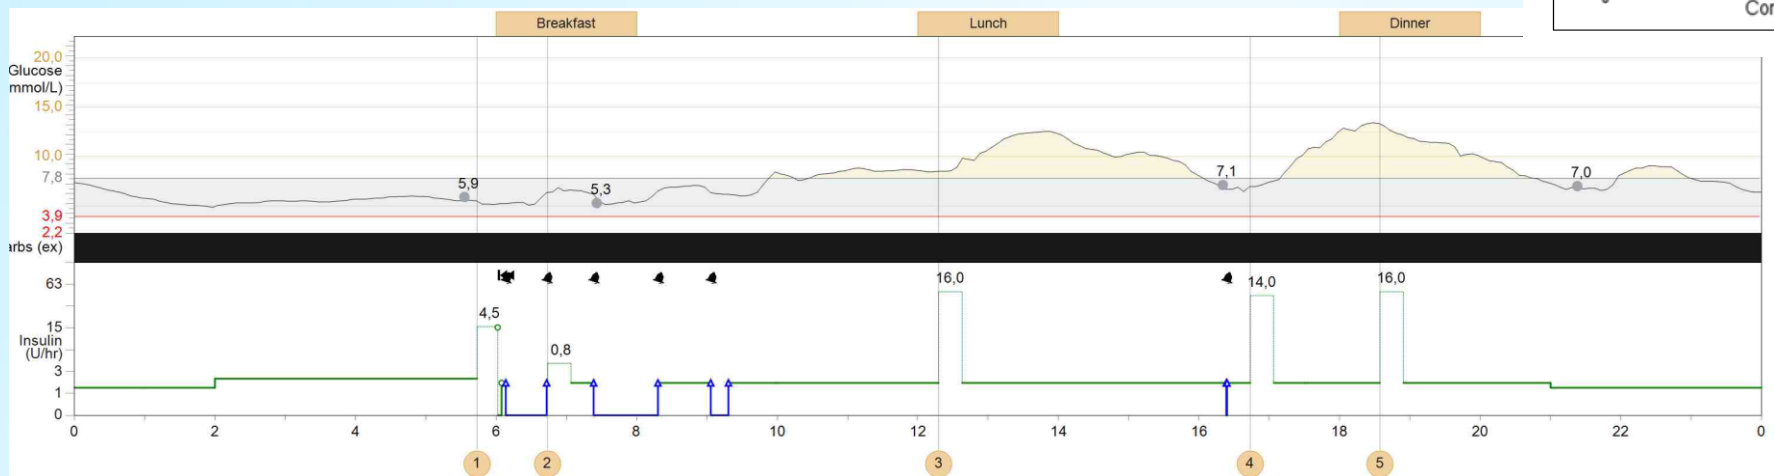 Cor
Breakfast Lunch Dinner
20,0
Glucose
mmol/L)
15,0
10,0
7,8
3,9
2,2
5,9 5,3 7,1 7,0
arbs (ex)
63
15
Insulin
(U/hr)
3
1
0
4,5 0,8 16,0 14,0 16,0
0 2 4 6 8 10 12 14 16 18 20 22 0
1 2 3 4 5